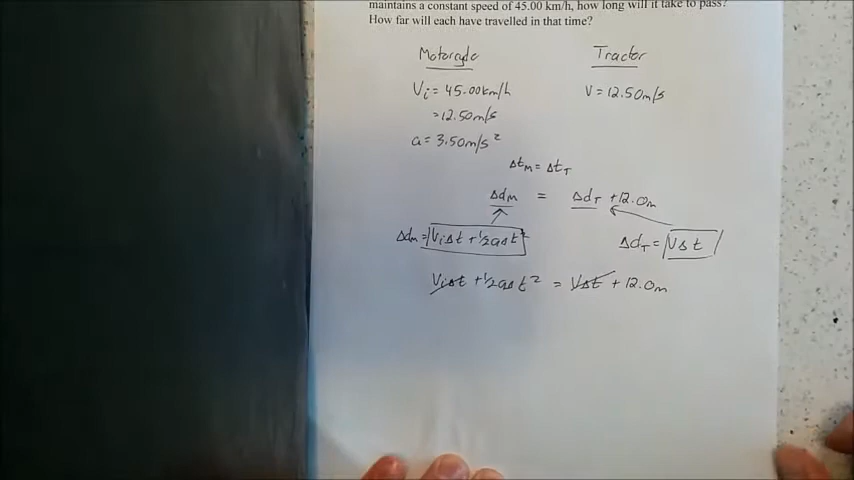 maintains a constant speed of 45.00 km/h, how long will it take to pass?
How far will each have travelled in that time?
Motorcycle Tractor
Vi = 45.00km/h V = 12.50m/s
= 12.50m/s
a = 3.50m/s²
ΔtM = ΔtT
ΔdM = ΔdT + 12.0m
Δdm = ViΔt + 1/2aΔt² ΔdT = VΔt
ViΔt + 1/2aΔt² = VΔt + 12.0m